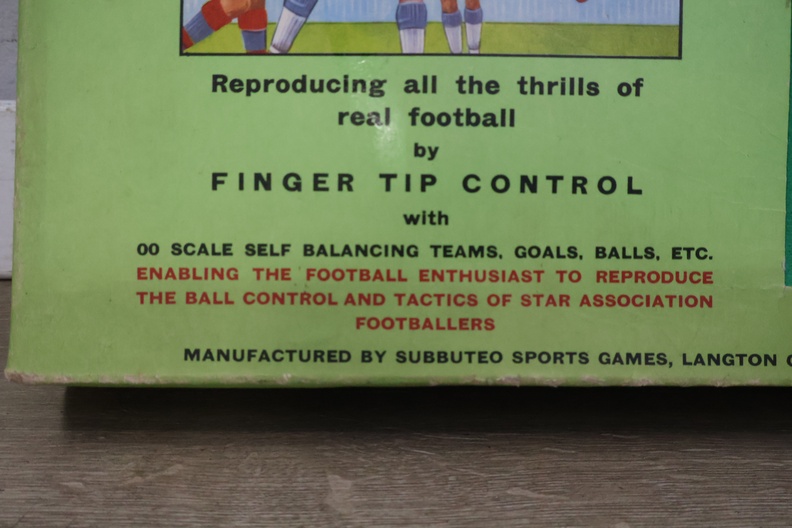 Reproducing all the thrills of
real football
by
FINGER TIP CONTROL
with
00 SCALE SELF BALANCING TEAMS, GOALS, BALLS, ETC.
ENABLING THE FOOTBALL ENTHUSIAST TO REPRODUCE
THE BALL CONTROL AND TACTICS OF STAR ASSOCIATION
FOOTBALLERS
MANUFACTURED BY SUBBUTEO SPORTS GAMES, LANGTON